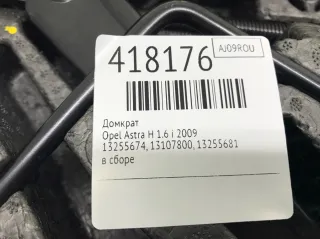 418176
AJ09ROU
Домкрат
Opel Astra H 1.6 i 2009
13255674, 13107800, 13255681
в сборе